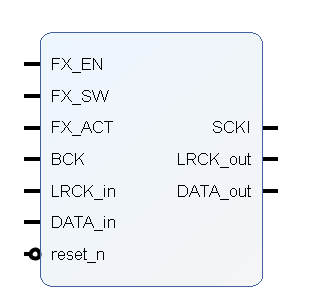 FX_EN
FX_SW
FX_ACT
SCKI
BCK
LRCK_out
LRCK_in
DATA_out
DATA_in
reset_n